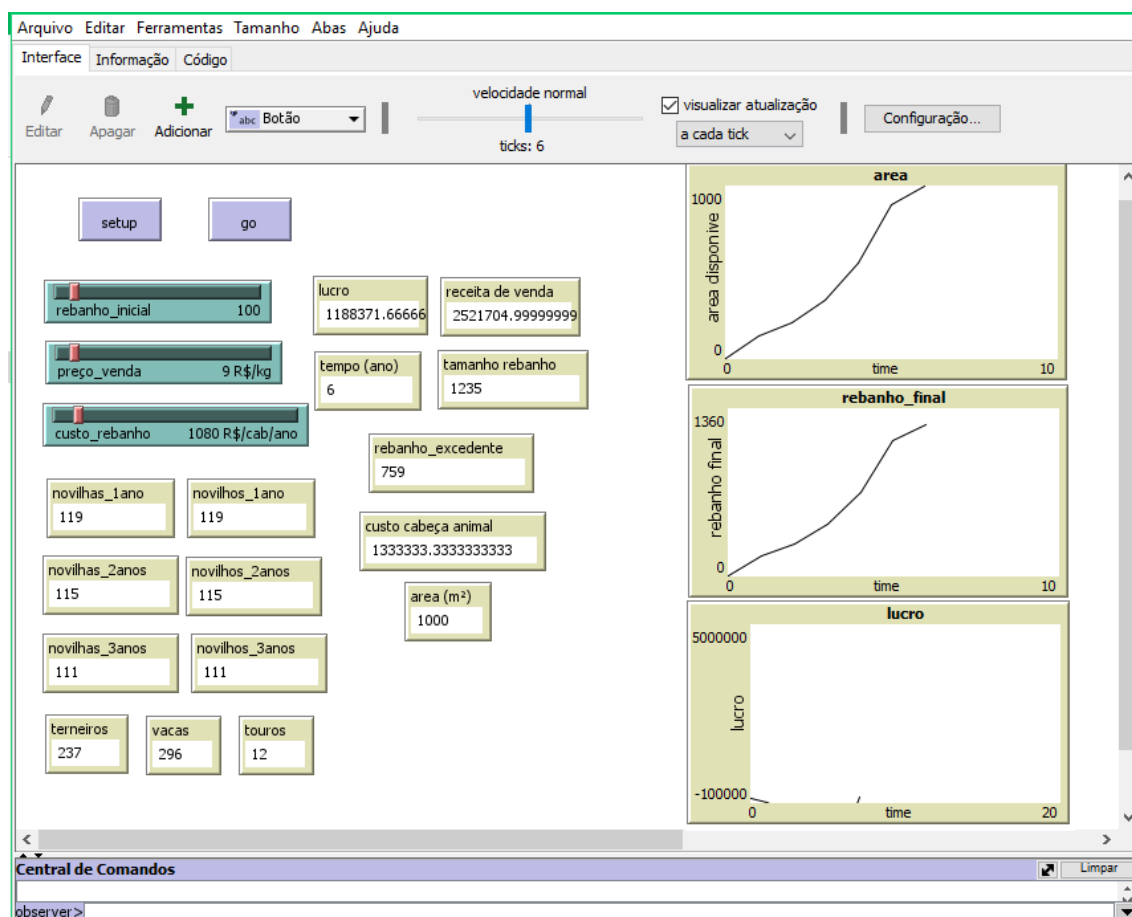 Arquivo Editar Ferramentas Tamanho Abas Ajuda
Interface Informação Código
Editar Apagar Adicionar
abc Botão
velocidade normal
ticks: 6
visualizar atualização
a cada tick
Configuração...
setup
go
rebanho_inicial 100
preço_venda 9 R$/kg
custo_rebanho 1080 R$/cab/ano
lucro
1188371.66666
receita de venda
2521704.99999999
tempo (ano)
6
tamanho rebanho
1235
rebanho_excedente
759
custo cabeça animal
1333333.3333333333
area (m²)
1000
novilhas_1ano
119
novilhos_1ano
119
novilhas_2anos
115
novilhos_2anos
115
novilhas_3anos
111
novilhos_3anos
111
terneiros
237
vacas
296
touros
12
area
1000
area disponive
0
0 time 10
rebanho_final
1360
rebanho final
0
0 time 10
lucro
5000000
lucro
-100000
0 time 20
Central de Comandos
Limpar
observer>